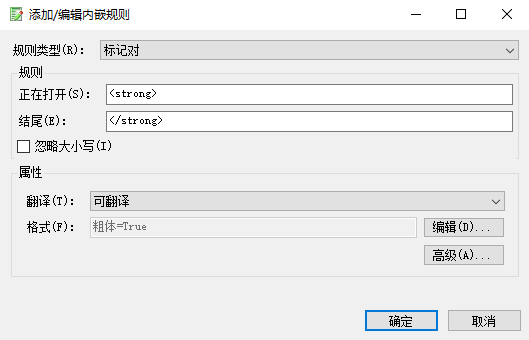 添加/编辑内嵌规则
规则类型(R): 标记对
规则
正在打开(S): <strong>
结尾(E): </strong>
忽略大小写(I)
属性
翻译(T): 可翻译
格式(F): 粗体=True 编辑(D)...
高级(A)...
确定 取消